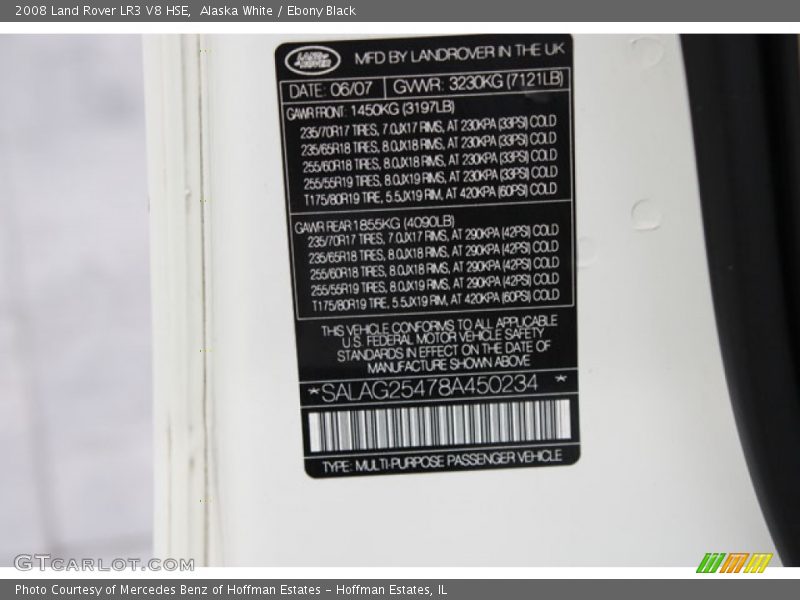 2008 Land Rover LR3 V8 HSE,  Alaska White / Ebony Black
LAND-ROVER MFD BY LANDROVER IN THE UK
DATE: 06/07 GVWR: 3230KG (7121LB)
GAWR FRONT: 1450KG (3197LB)
235/70R17 TIRES, 7.0JX17 RIMS, AT 230KPA (33PSI) COLD
235/65R18 TIRES, 8.0JX18 RIMS, AT 230KPA (33PSI) COLD
255/60R18 TIRES, 8.0JX18 RIMS, AT 230KPA (33PSI) COLD
255/55R19 TIRES, 8.0JX19 RIMS, AT 230KPA (33PSI) COLD
T175/80R19 TIRE, 5.5JX19 RIM, AT 420KPA (60PSI) COLD
GAWR REAR 1855KG (4090LB)
235/70R17 TIRES, 7.0JX17 RIMS, AT 290KPA (42PSI) COLD
235/65R18 TIRES, 8.0JX18 RIMS, AT 290KPA (42PSI) COLD
255/60R18 TIRES, 8.0JX18 RIMS, AT 290KPA (42PSI) COLD
255/55R19 TIRES, 8.0JX19 RIMS, AT 290KPA (42PSI) COLD
T175/80R19 TIRE, 5.5JX19 RIM, AT 420KPA (60PSI) COLD
THIS VEHICLE CONFORMS TO ALL APPLICABLE
U.S. FEDERAL MOTOR VEHICLE SAFETY
STANDARDS IN EFFECT ON THE DATE OF
MANUFACTURE SHOWN ABOVE
*SALAG25478A450234 *
TYPE: MULTI-PURPOSE PASSENGER VEHICLE
GTCARLOT.COM
Photo Courtesy of Mercedes Benz of Hoffman Estates - Hoffman Estates, IL